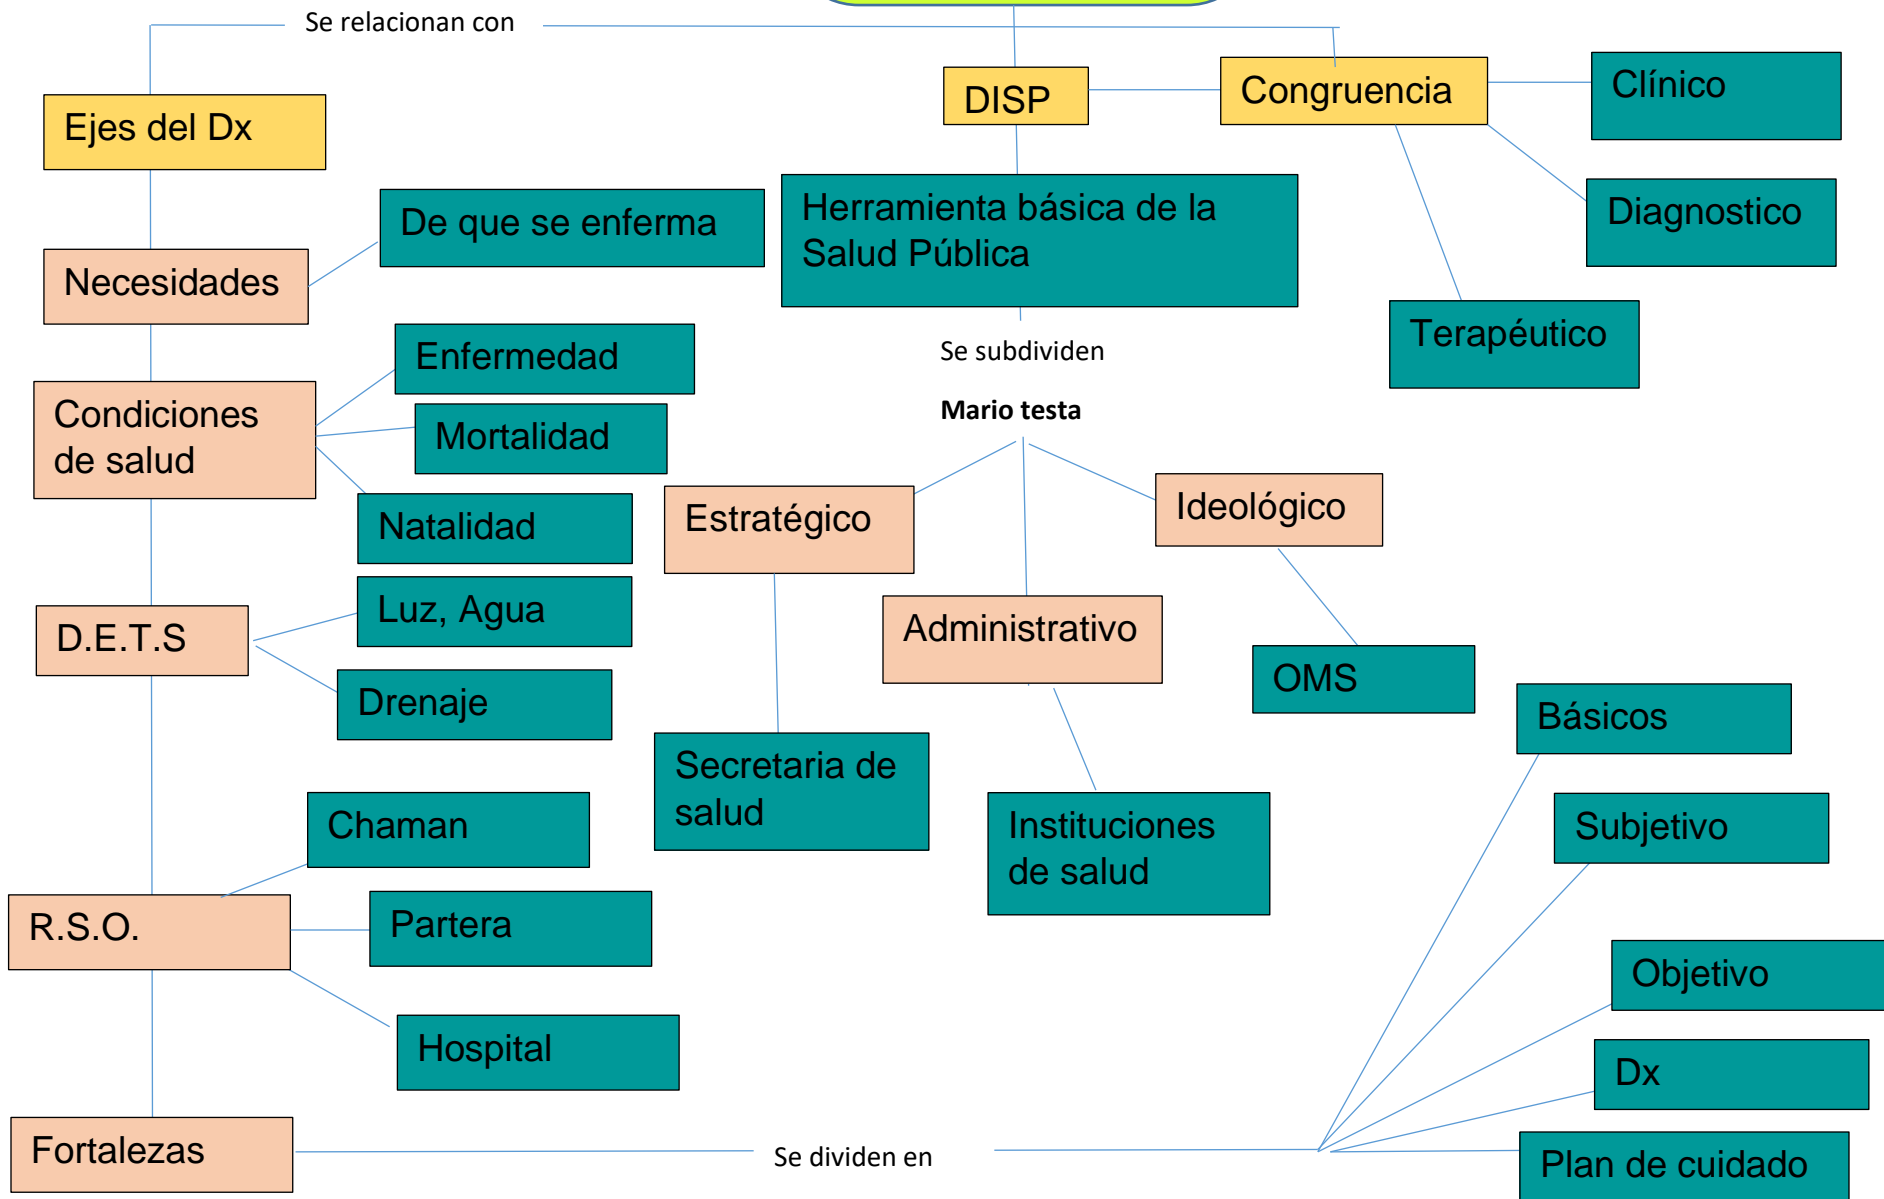 Se relacionan con
Ejes del Dx
DISP
Congruencia
Clínico
Diagnostico
Terapéutico
De que se enferma
Necesidades
Herramienta básica de la
Salud Pública
Se subdividen
Mario testa
Enfermedad
Condiciones
de salud
Mortalidad
Natalidad
Estratégico
Ideológico
Administrativo
Luz, Agua
D.E.T.S
Drenaje
OMS
Secretaria de
salud
Instituciones
de salud
Chaman
R.S.O.
Partera
Hospital
Básicos
Subjetivo
Objetivo
Dx
Fortalezas
Se dividen en
Plan de cuidado